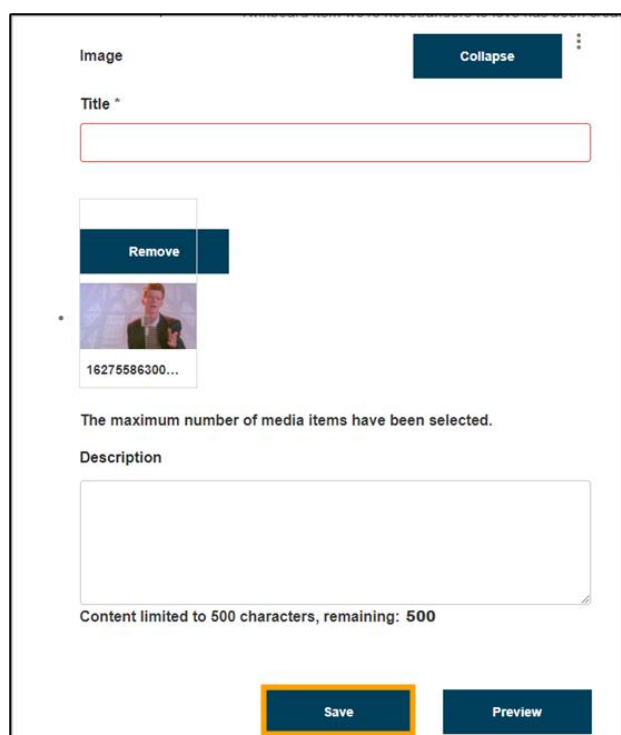 Image
Collapse
Title *
Remove
16275586300...
The maximum number of media items have been selected.
Description
Content limited to 500 characters, remaining: 500
Save
Preview